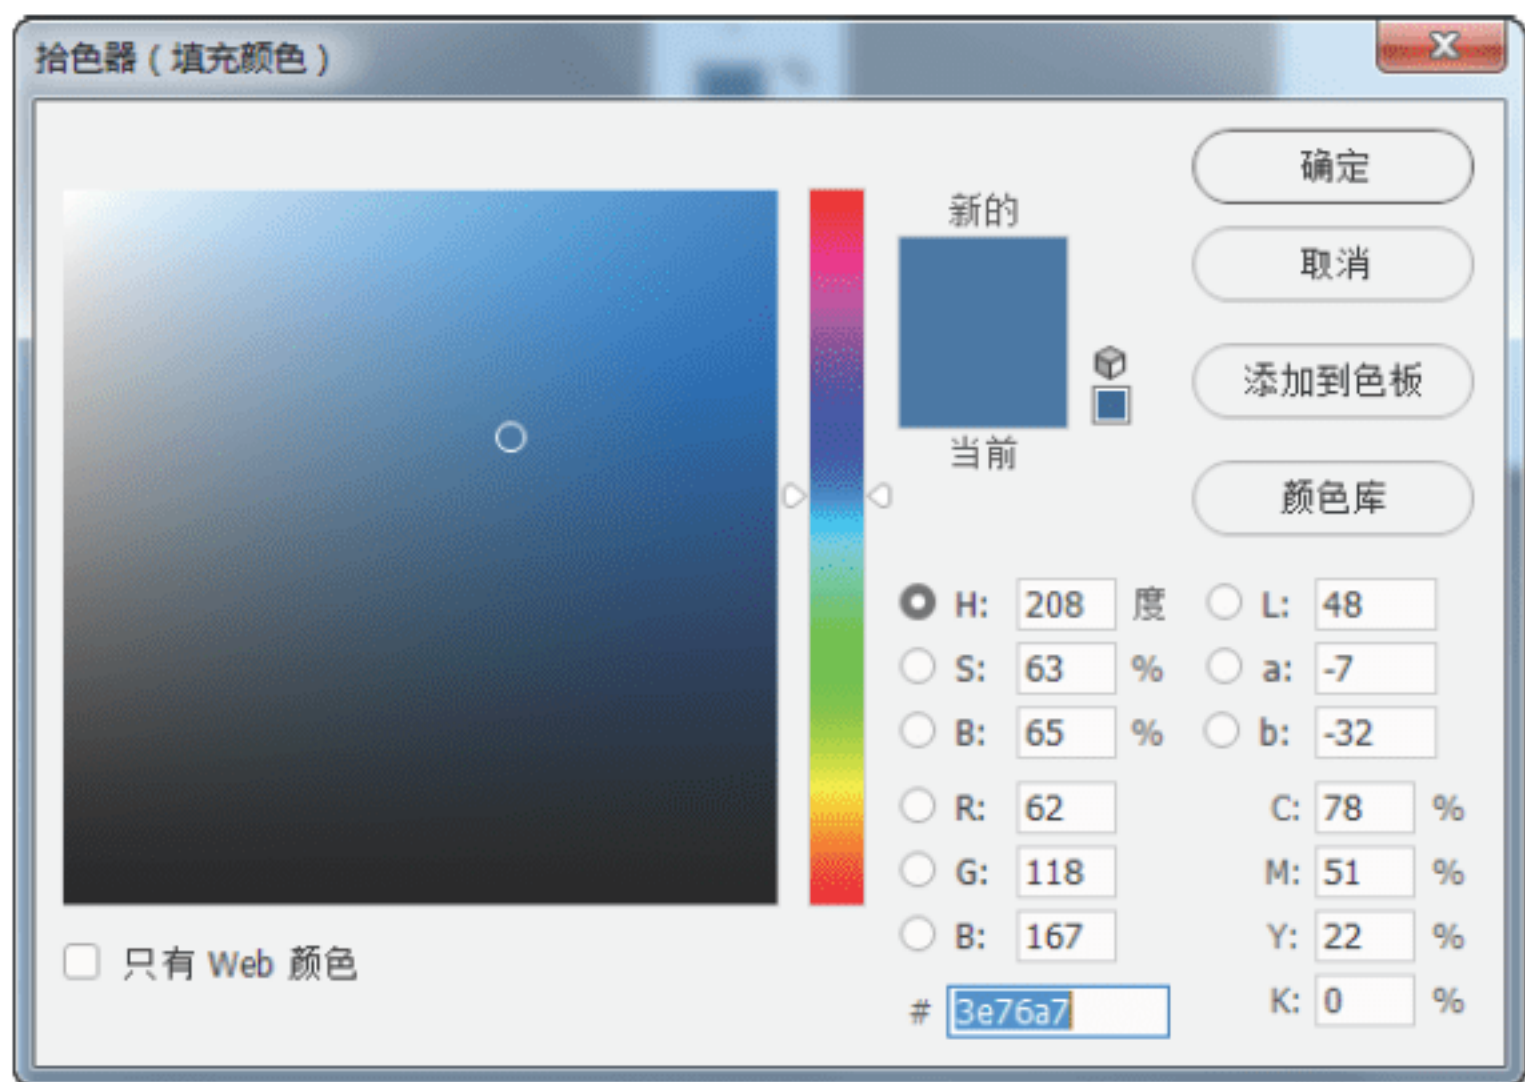 拾色器（填充颜色）
确定
新的
取消
添加到色板
当前
颜色库
H: 208 度 L: 48
S: 63 % a: -7
B: 65 % b: -32
R: 62 C: 78 %
G: 118 M: 51 %
B: 167 Y: 22 %
# 3e76a7 K: 0 %
只有 Web 颜色